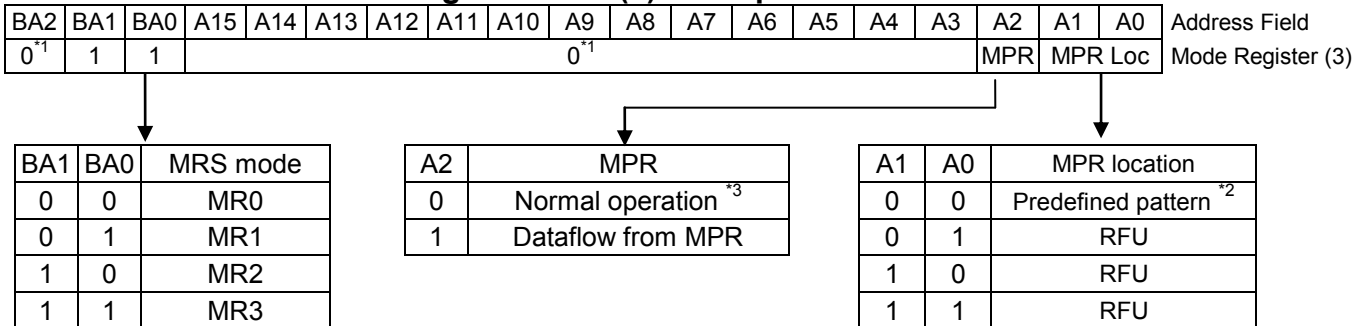 BA2 BA1 BA0 A15 A14 A13 A12 A11 A10 A9 A8 A7 A6 A5 A4 A3 A2 A1 A0 Address Field
0*1 1 1 0*1 MPR MPR Loc Mode Register (3)
BA1 BA0 MRS mode
0 0 MR0
0 1 MR1
1 0 MR2
1 1 MR3
A2 MPR
0 Normal operation *3
1 Dataflow from MPR
A1 A0 MPR location
0 0 Predefined pattern *2
0 1 RFU
1 0 RFU
1 1 RFU